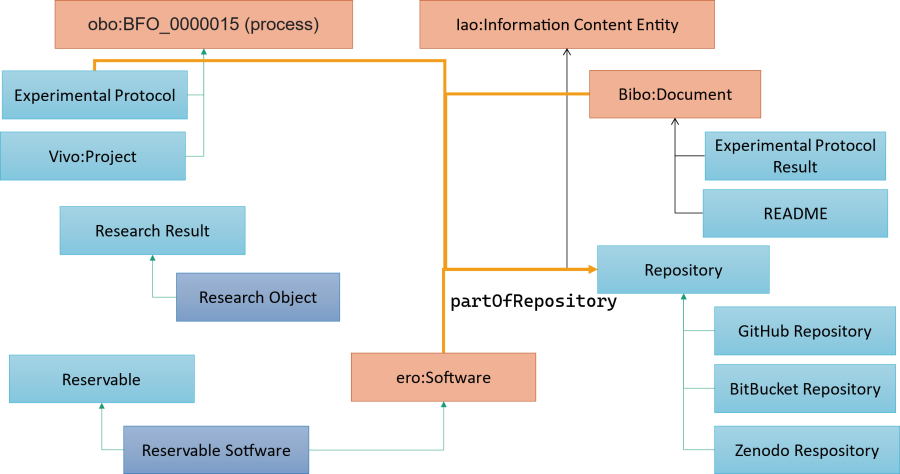 obo:BFO_0000015 (process)
Iao:Information Content Entity
Experimental Protocol
Bibo:Document
Vivo:Project
Experimental Protocol
Result
README
Research Result
Repository
Research Object
partOfRepository
GitHub Repository
Reservable
ero:Software
BitBucket Repository
Reservable Sotfware
Zenodo Respository